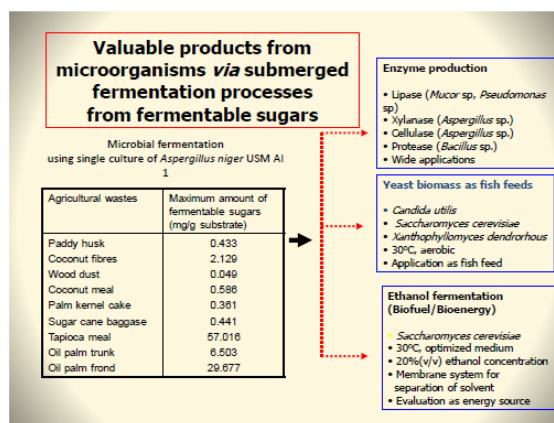 Valuable products from
microorganisms via submerged
fermentation processes
from fermentable sugars
Microbial fermentation
using single culture of Aspergillus niger USM AI
1
Agricultural wastes Maximum amount of
fermentable sugars
(mg/g substrate)
Paddy husk 0.433
Coconut fibres 2.129
Wood dust 0.049
Coconut meal 0.586
Palm kernel cake 0.361
Sugar cane baggase 0.441
Tapioca meal 57.016
Oil palm trunk 6.503
Oil palm frond 29.677
Enzyme production
• Lipase (Mucor sp, Pseudomonas
sp)
• Xylanase (Aspergillus sp.)
• Cellulase (Aspergillus sp.)
• Protease (Bacillus sp.)
• Wide applications
Yeast biomass as fish feeds
• Candida utilis
• Saccharomyces cerevisiae
• Xanthophyllomyces dendrorhous
• 30ºC, aerobic
• Application as fish feed
Ethanol fermentation
(Biofuel/Bioenergy)
• Saccharomyces cerevisiae
• 30ºC, optimized medium
• 20%(v/v) ethanol concentration
• Membrane system for
separation of solvent
• Evaluation as energy source